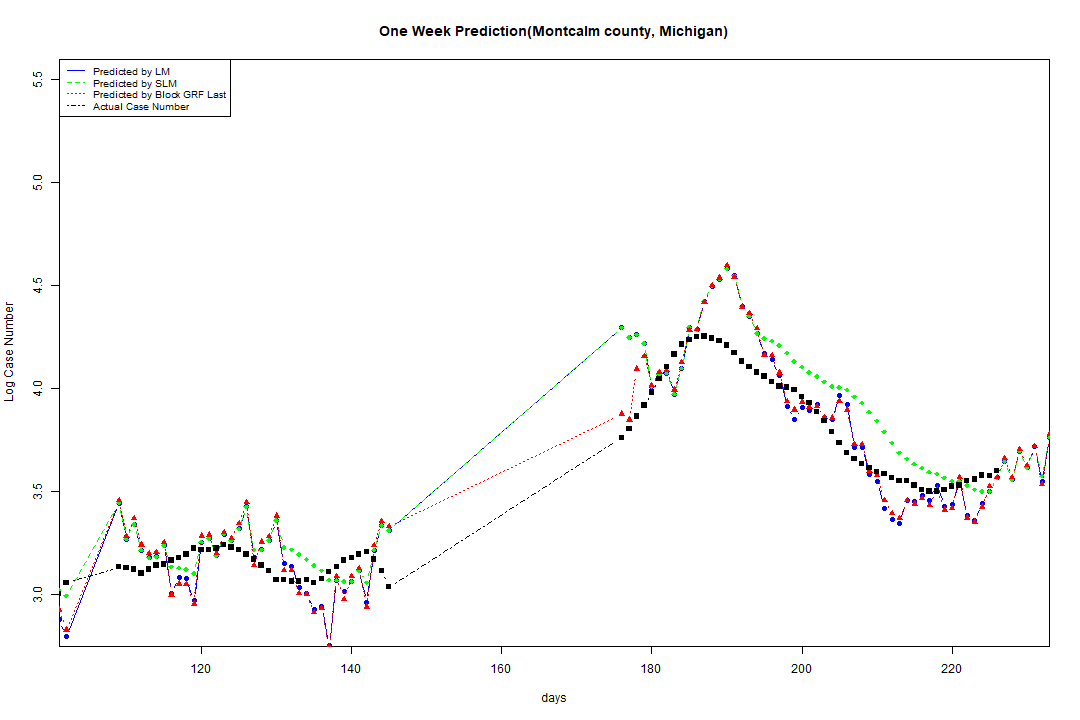 One Week Prediction(Montcalm county, Michigan)
Predicted by LM
Predicted by SLM
Predicted by Block GRF Last
Actual Case Number
5.5
5.0
4.5
4.0
3.5
3.0
Log Case Number
120 140 160 180 200 220
days